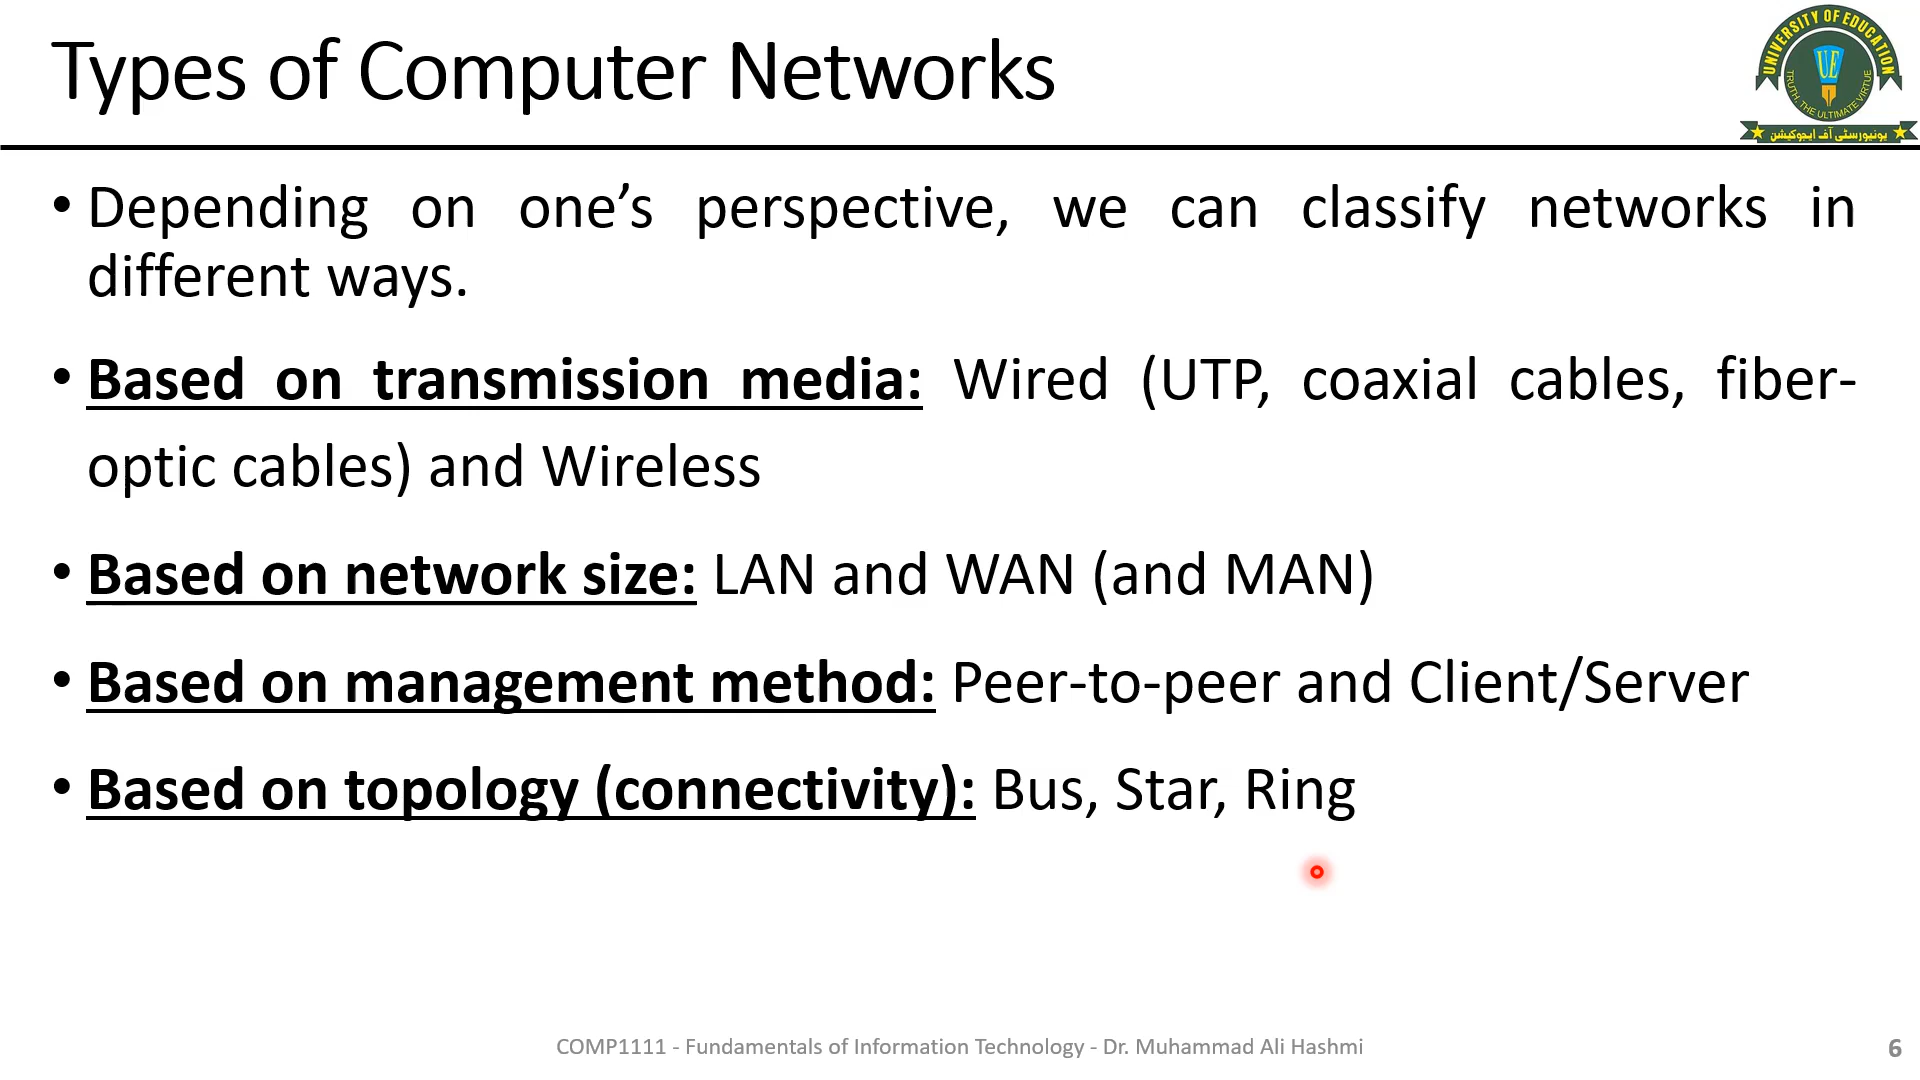 Types of Computer Networks
UNIVERSITY OF EDUCATION
UE
TRUTH, THE ULTIMATE VIRTUE
یونیورسٹی آف ایجوکیشن
• Depending on one’s perspective, we can classify networks in
different ways.
• Based on transmission media: Wired (UTP, coaxial cables, fiber-
optic cables) and Wireless
• Based on network size: LAN and WAN (and MAN)
• Based on management method: Peer-to-peer and Client/Server
• Based on topology (connectivity): Bus, Star, Ring
COMP1111 - Fundamentals of Information Technology - Dr. Muhammad Ali Hashmi
6